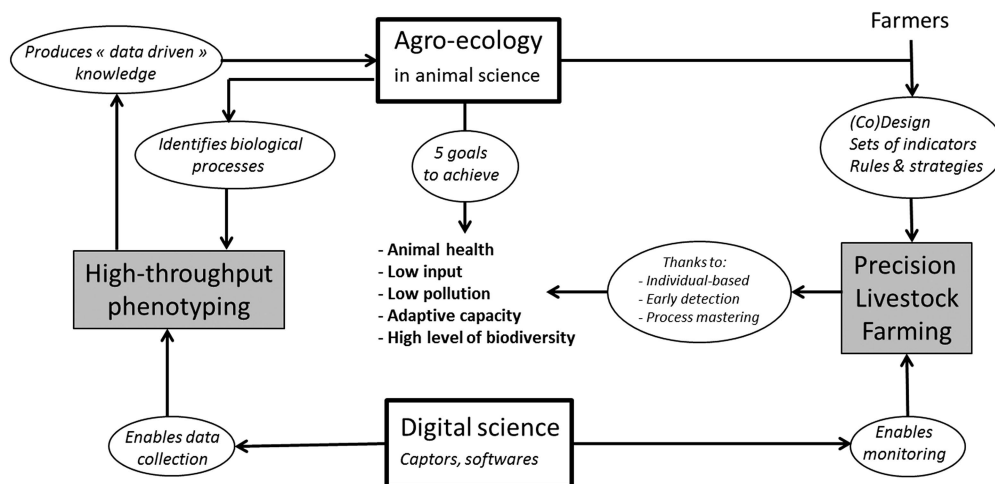 Produces « data driven »
knowledge
Agro-ecology
in animal science
Farmers
Identifies biological
processes
5 goals
to achieve
(Co)Design
Sets of indicators
Rules & strategies
- Animal health
- Low input
- Low pollution
- Adaptive capacity
- High level of biodiversity
High-throughput
phenotyping
Thanks to:
- Individual-based
- Early detection
- Process mastering
Precision
Livestock
Farming
Enables data
collection
Digital science
Captors, softwares
Enables
monitoring